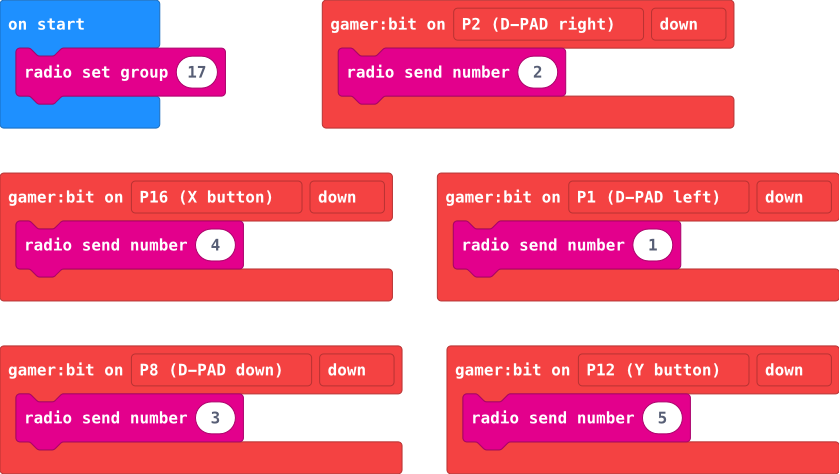 on start
radio set group 17
gamer:bit on P2 (D-PAD right) down
radio send number 2
gamer:bit on P16 (X button) down
radio send number 4
gamer:bit on P1 (D-PAD left) down
radio send number 1
gamer:bit on P8 (D-PAD down) down
radio send number 3
gamer:bit on P12 (Y button) down
radio send number 5